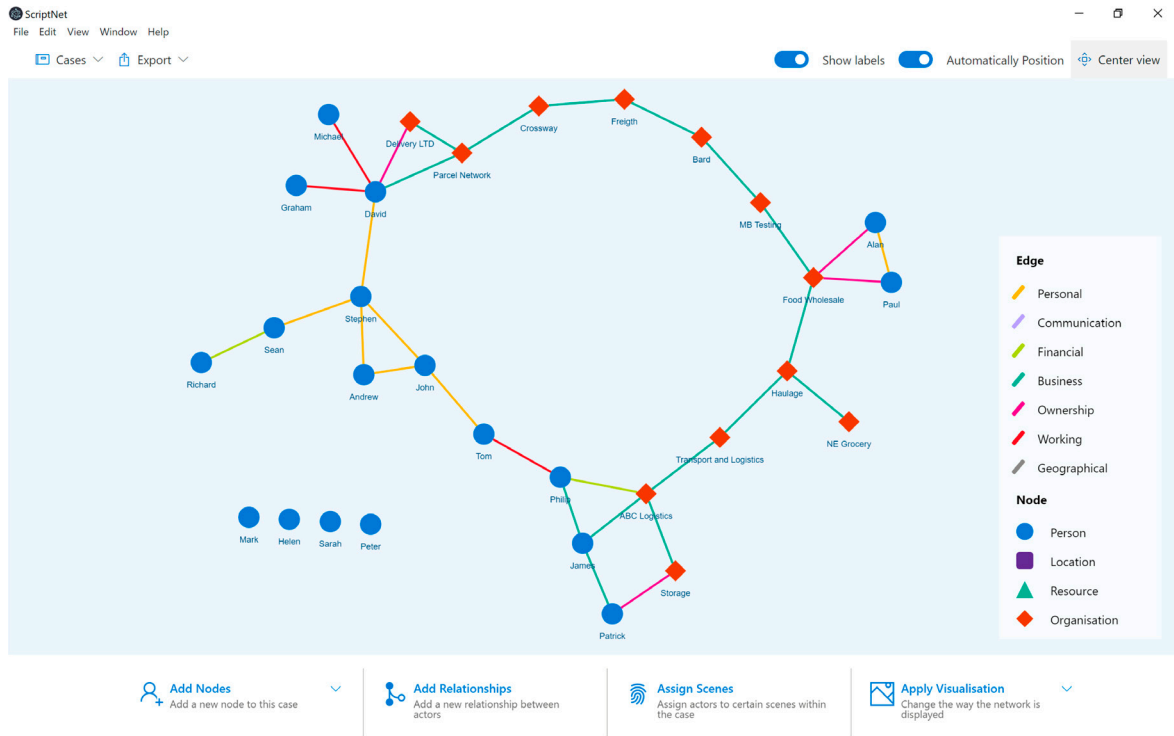 ScriptNet
File Edit View Window Help
Cases Export Show labels Automatically Position Center view
Michael
Delivery LTD
Parcel Network
Crossway
Freigth
Bard
MB Testing
Graham
David
Alan
Paul
Food Wholesale
Stephen
Sean
Richard
Andrew
John
Haulage
NE Grocery
Tom
Transport and Logistics
Philip
ABC Logistics
Mark
Helen
Sarah
Peter
James
Storage
Patrick
Edge
Personal
Communication
Financial
Business
Ownership
Working
Geographical
Node
Person
Location
Resource
Organisation
Add Nodes
Add a new node to this case
Add Relationships
Add a new relationship between
actors
Assign Scenes
Assign actors to certain scenes within
the case
Apply Visualisation
Change the way the network is
displayed